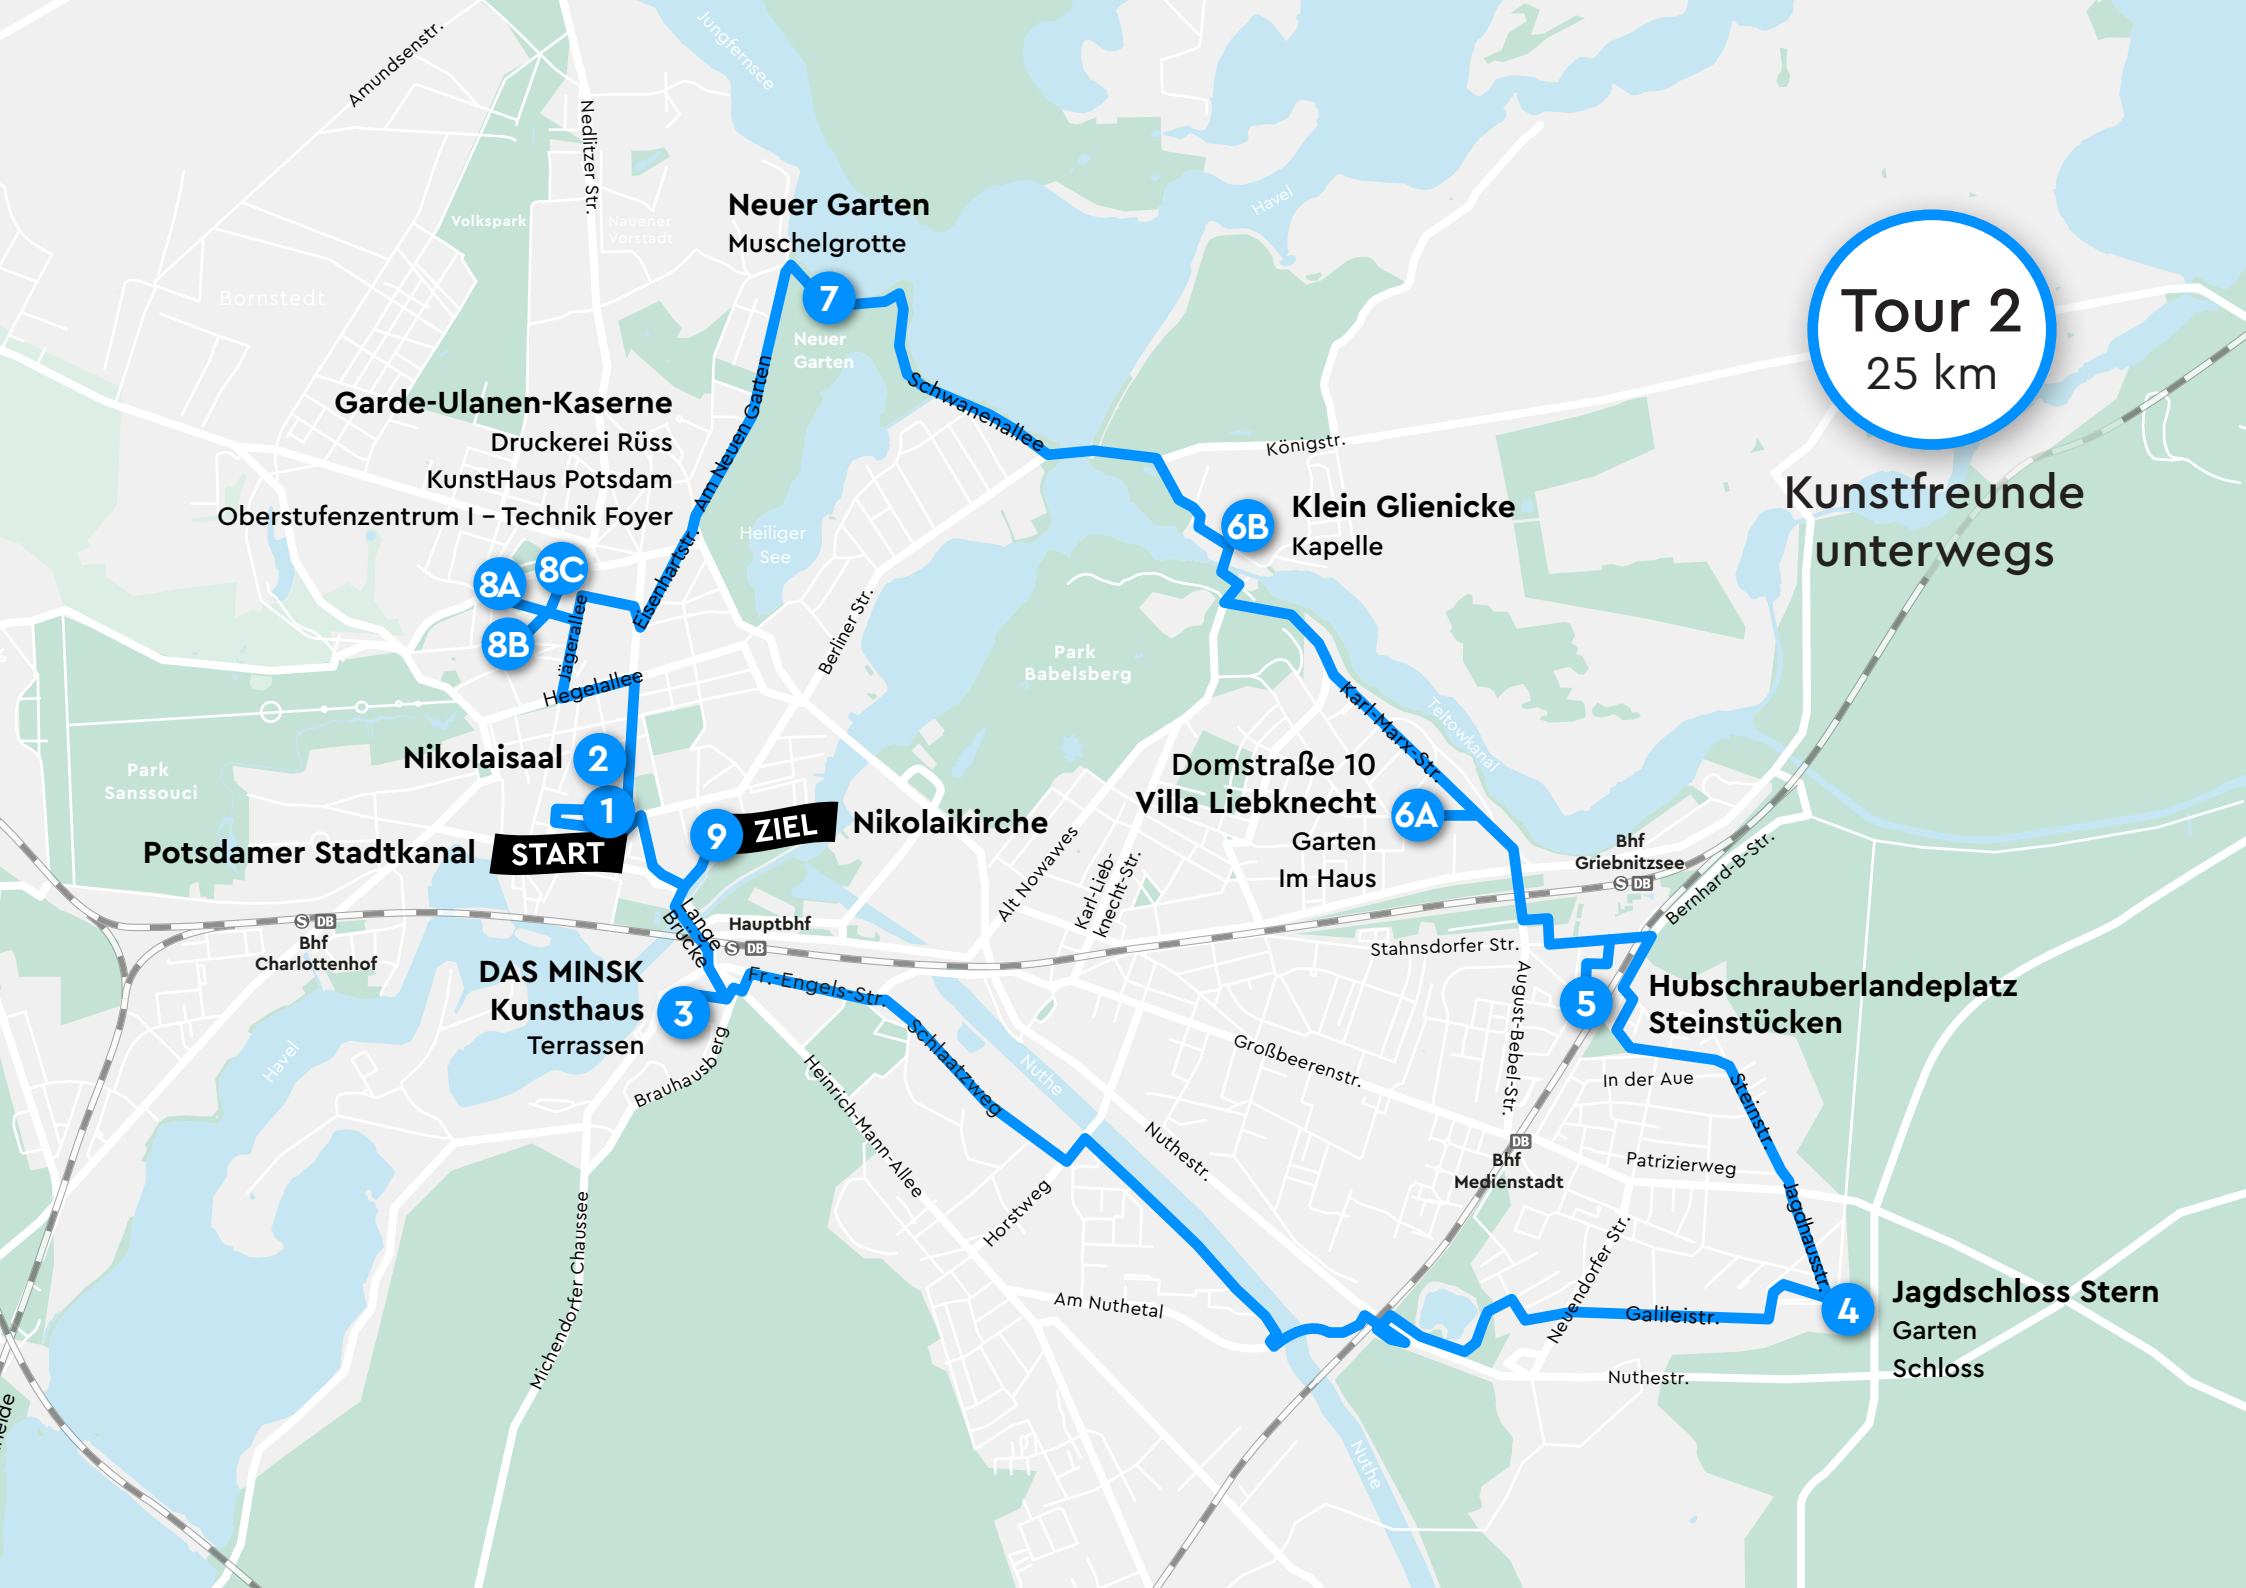 Tour 2
25 km
Kunstfreunde
unterwegs
Amundsenstr.
Nedlitzer Str.
Jungfernsee
Havel
Volkspark
Nauener
Vorstadt
Bornstedt
Neuer Garten
Muschelgrotte
7
Neuer
Garten
Schwanenallee
Königstr.
Am Neuen Garten
Garde-Ulanen-Kaserne
Druckerei Rüss
KunstHaus Potsdam
Oberstufenzentrum I – Technik Foyer
8A
8C
8B
Eisenhartstr.
Jägerallee
Hegelallee
Heiliger
See
Berliner Str.
6B
Klein Glienicke
Kapelle
Park
Babelsberg
Karl-Marx-Str.
Teltowkanal
Nikolaisaal
2
1
Potsdamer Stadtkanal
START
9
ZIEL
Nikolaikirche
Park
Sanssouci
Domstraße 10
Villa Liebknecht
Garten
Im Haus
6A
Alt Nowawes
Karl-Lieb-
knecht-Str.
Bhf
Griebnitzsee
S DB
Bernhard-B-Str.
S DB
Bhf
Charlottenhof
Lange
Brücke
Hauptbhf
S DB
Stahnsdorfer Str.
DAS MINSK
Kunsthaus
Terrassen
3
Fr.-Engels-Str.
Schlaatzweg
5
Hubschrauberlandeplatz
Steinstücken
August-Bebel-Str.
Großbeerenstr.
Havel
Brauhausberg
Heinrich-Mann-Allee
Nuthe
Nuthestr.
In der Aue
Steinstr.
DB
Bhf
Medienstadt
Patrizierweg
Jagdhausstr.
Horstweg
Michendorfer Chaussee
Am Nuthetal
Neuendorfer Str.
Galileistr.
4
Jagdschloss Stern
Garten
Schloss
Nuthestr.
Nuthe